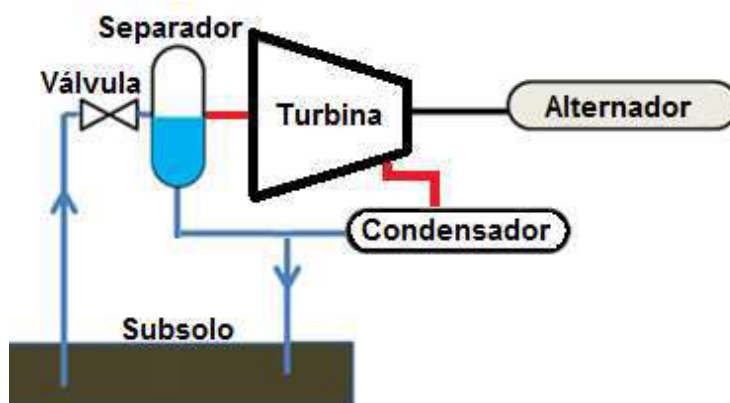 Separador
Válvula
Turbina
Alternador
Condensador
Subsolo